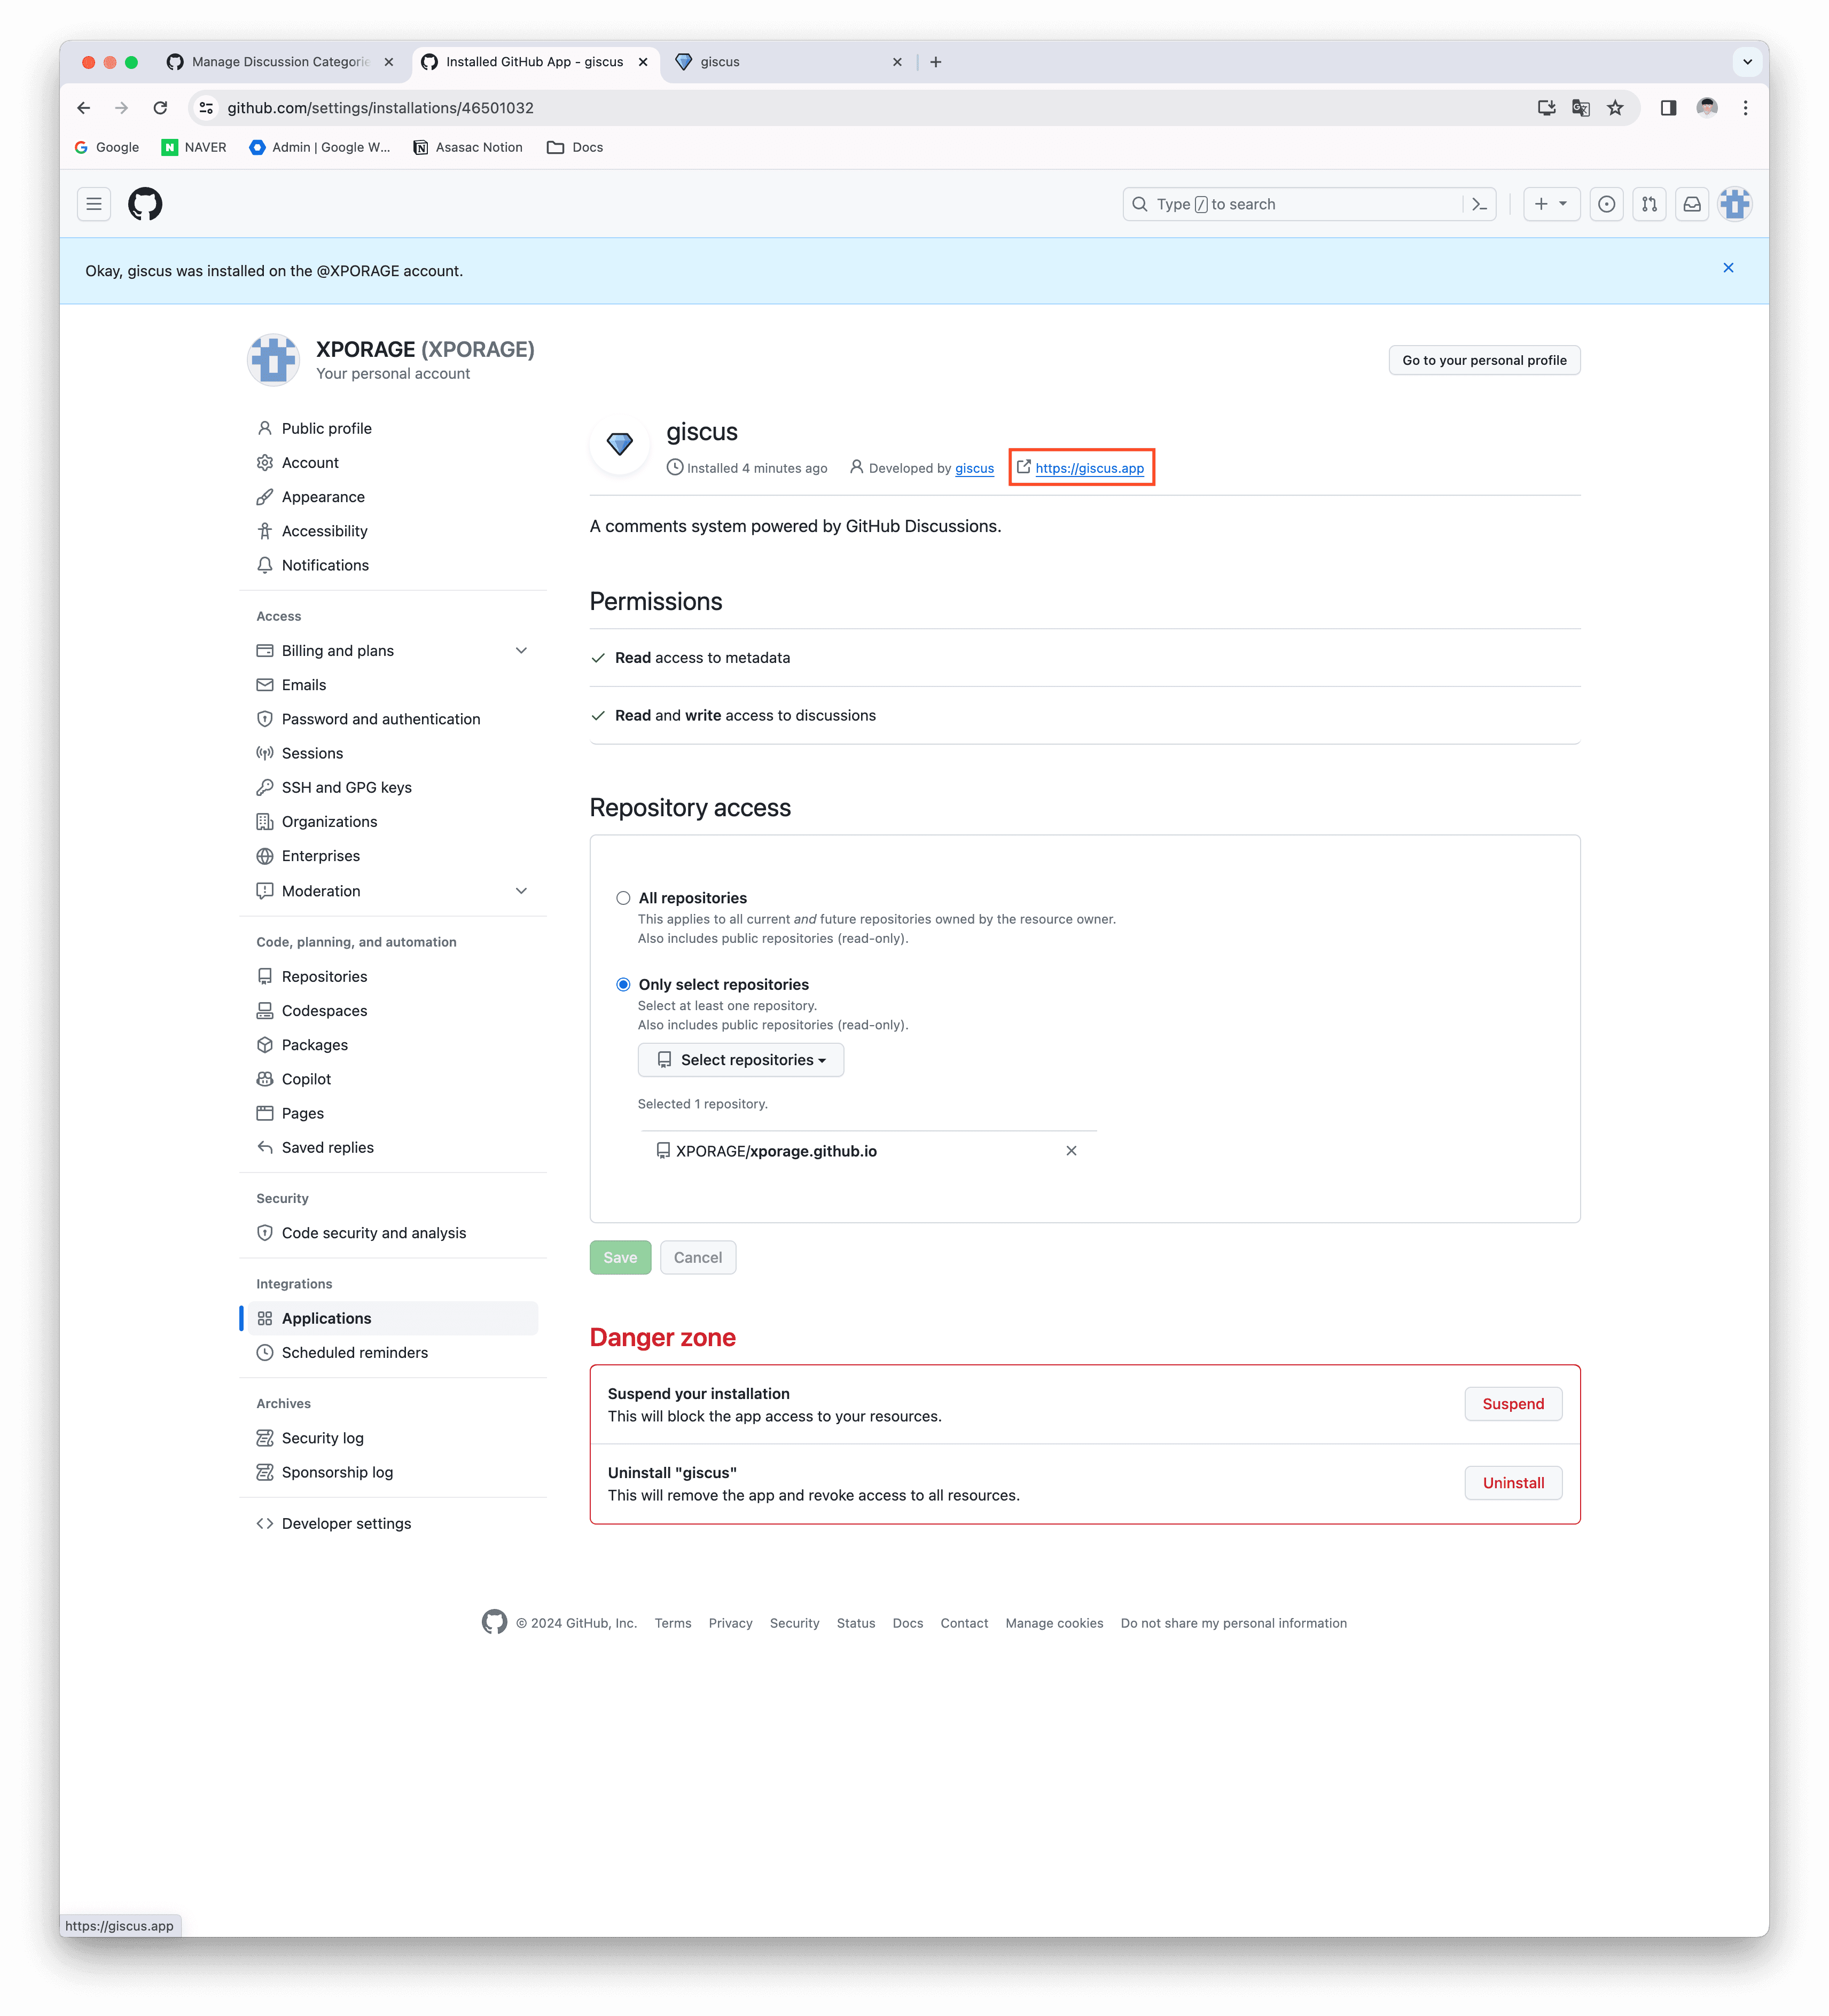 Manage Discussion Categorie
Installed GitHub App - giscus
giscus
github.com/settings/installations/46501032
Google
NAVER
Admin | Google W...
Asasac Notion
Docs
Type / to search
Okay, giscus was installed on the @XPORAGE account.
XPORAGE (XPORAGE)
Your personal account
Go to your personal profile
Public profile
Account
Appearance
Accessibility
Notifications
Access
Billing and plans
Emails
Password and authentication
Sessions
SSH and GPG keys
Organizations
Enterprises
Moderation
Code, planning, and automation
Repositories
Codespaces
Packages
Copilot
Pages
Saved replies
Security
Code security and analysis
Integrations
Applications
Scheduled reminders
Archives
Security log
Sponsorship log
Developer settings
giscus
Installed 4 minutes ago
Developed by giscus
https://giscus.app
A comments system powered by GitHub Discussions.
Permissions
Read access to metadata
Read and write access to discussions
Repository access
All repositories
This applies to all current and future repositories owned by the resource owner.
Also includes public repositories (read-only).
Only select repositories
Select at least one repository.
Also includes public repositories (read-only).
Select repositories
Selected 1 repository.
XPORAGE/xporage.github.io
Save
Cancel
Danger zone
Suspend your installation
This will block the app access to your resources.
Suspend
Uninstall "giscus"
This will remove the app and revoke access to all resources.
Uninstall
© 2024 GitHub, Inc.
Terms
Privacy
Security
Status
Docs
Contact
Manage cookies
Do not share my personal information
https://giscus.app